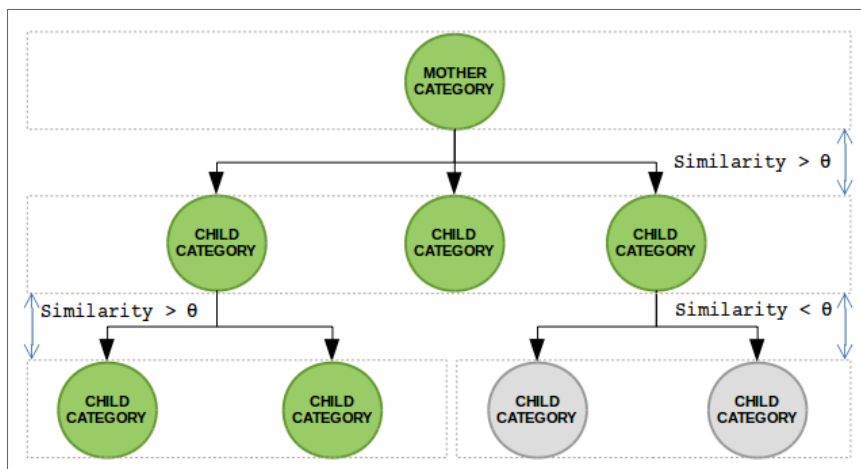 MOTHER
CATEGORY
Similarity > θ
CHILD
CATEGORY
CHILD
CATEGORY
CHILD
CATEGORY
Similarity > θ
Similarity < θ
CHILD
CATEGORY
CHILD
CATEGORY
CHILD
CATEGORY
CHILD
CATEGORY